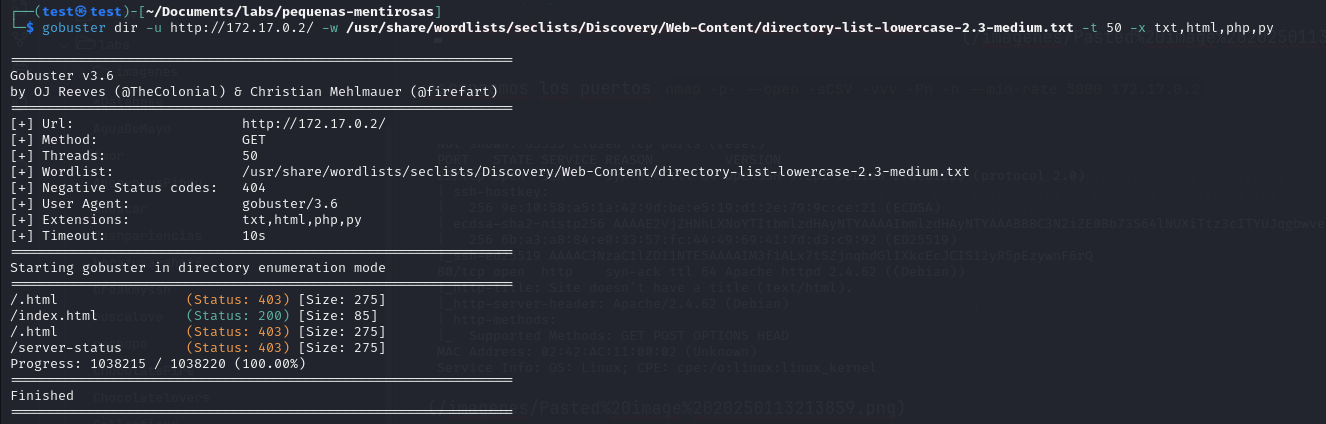 ┌──(test㉿test)-[~/Documents/labs/pequenas-mentirosas]
└─$ gobuster dir -u http://172.17.0.2/ -w /usr/share/wordlists/seclists/Discovery/Web-Content/directory-list-lowercase-2.3-medium.txt -t 50 -x txt,html,php,py
===============================================================
Gobuster v3.6
by OJ Reeves (@TheColonial) & Christian Mehlmauer (@firefart)
===============================================================
[+] Url:                     http://172.17.0.2/
[+] Method:                  GET
[+] Threads:                 50
[+] Wordlist:                /usr/share/wordlists/seclists/Discovery/Web-Content/directory-list-lowercase-2.3-medium.txt
[+] Negative Status codes:   404
[+] User Agent:              gobuster/3.6
[+] Extensions:              txt,html,php,py
[+] Timeout:                 10s
===============================================================
Starting gobuster in directory enumeration mode
===============================================================
/.html                (Status: 403) [Size: 275]
/index.html           (Status: 200) [Size: 85]
/.html                (Status: 403) [Size: 275]
/server-status        (Status: 403) [Size: 275]
Progress: 1038215 / 1038220 (100.00%)
===============================================================
Finished
===============================================================